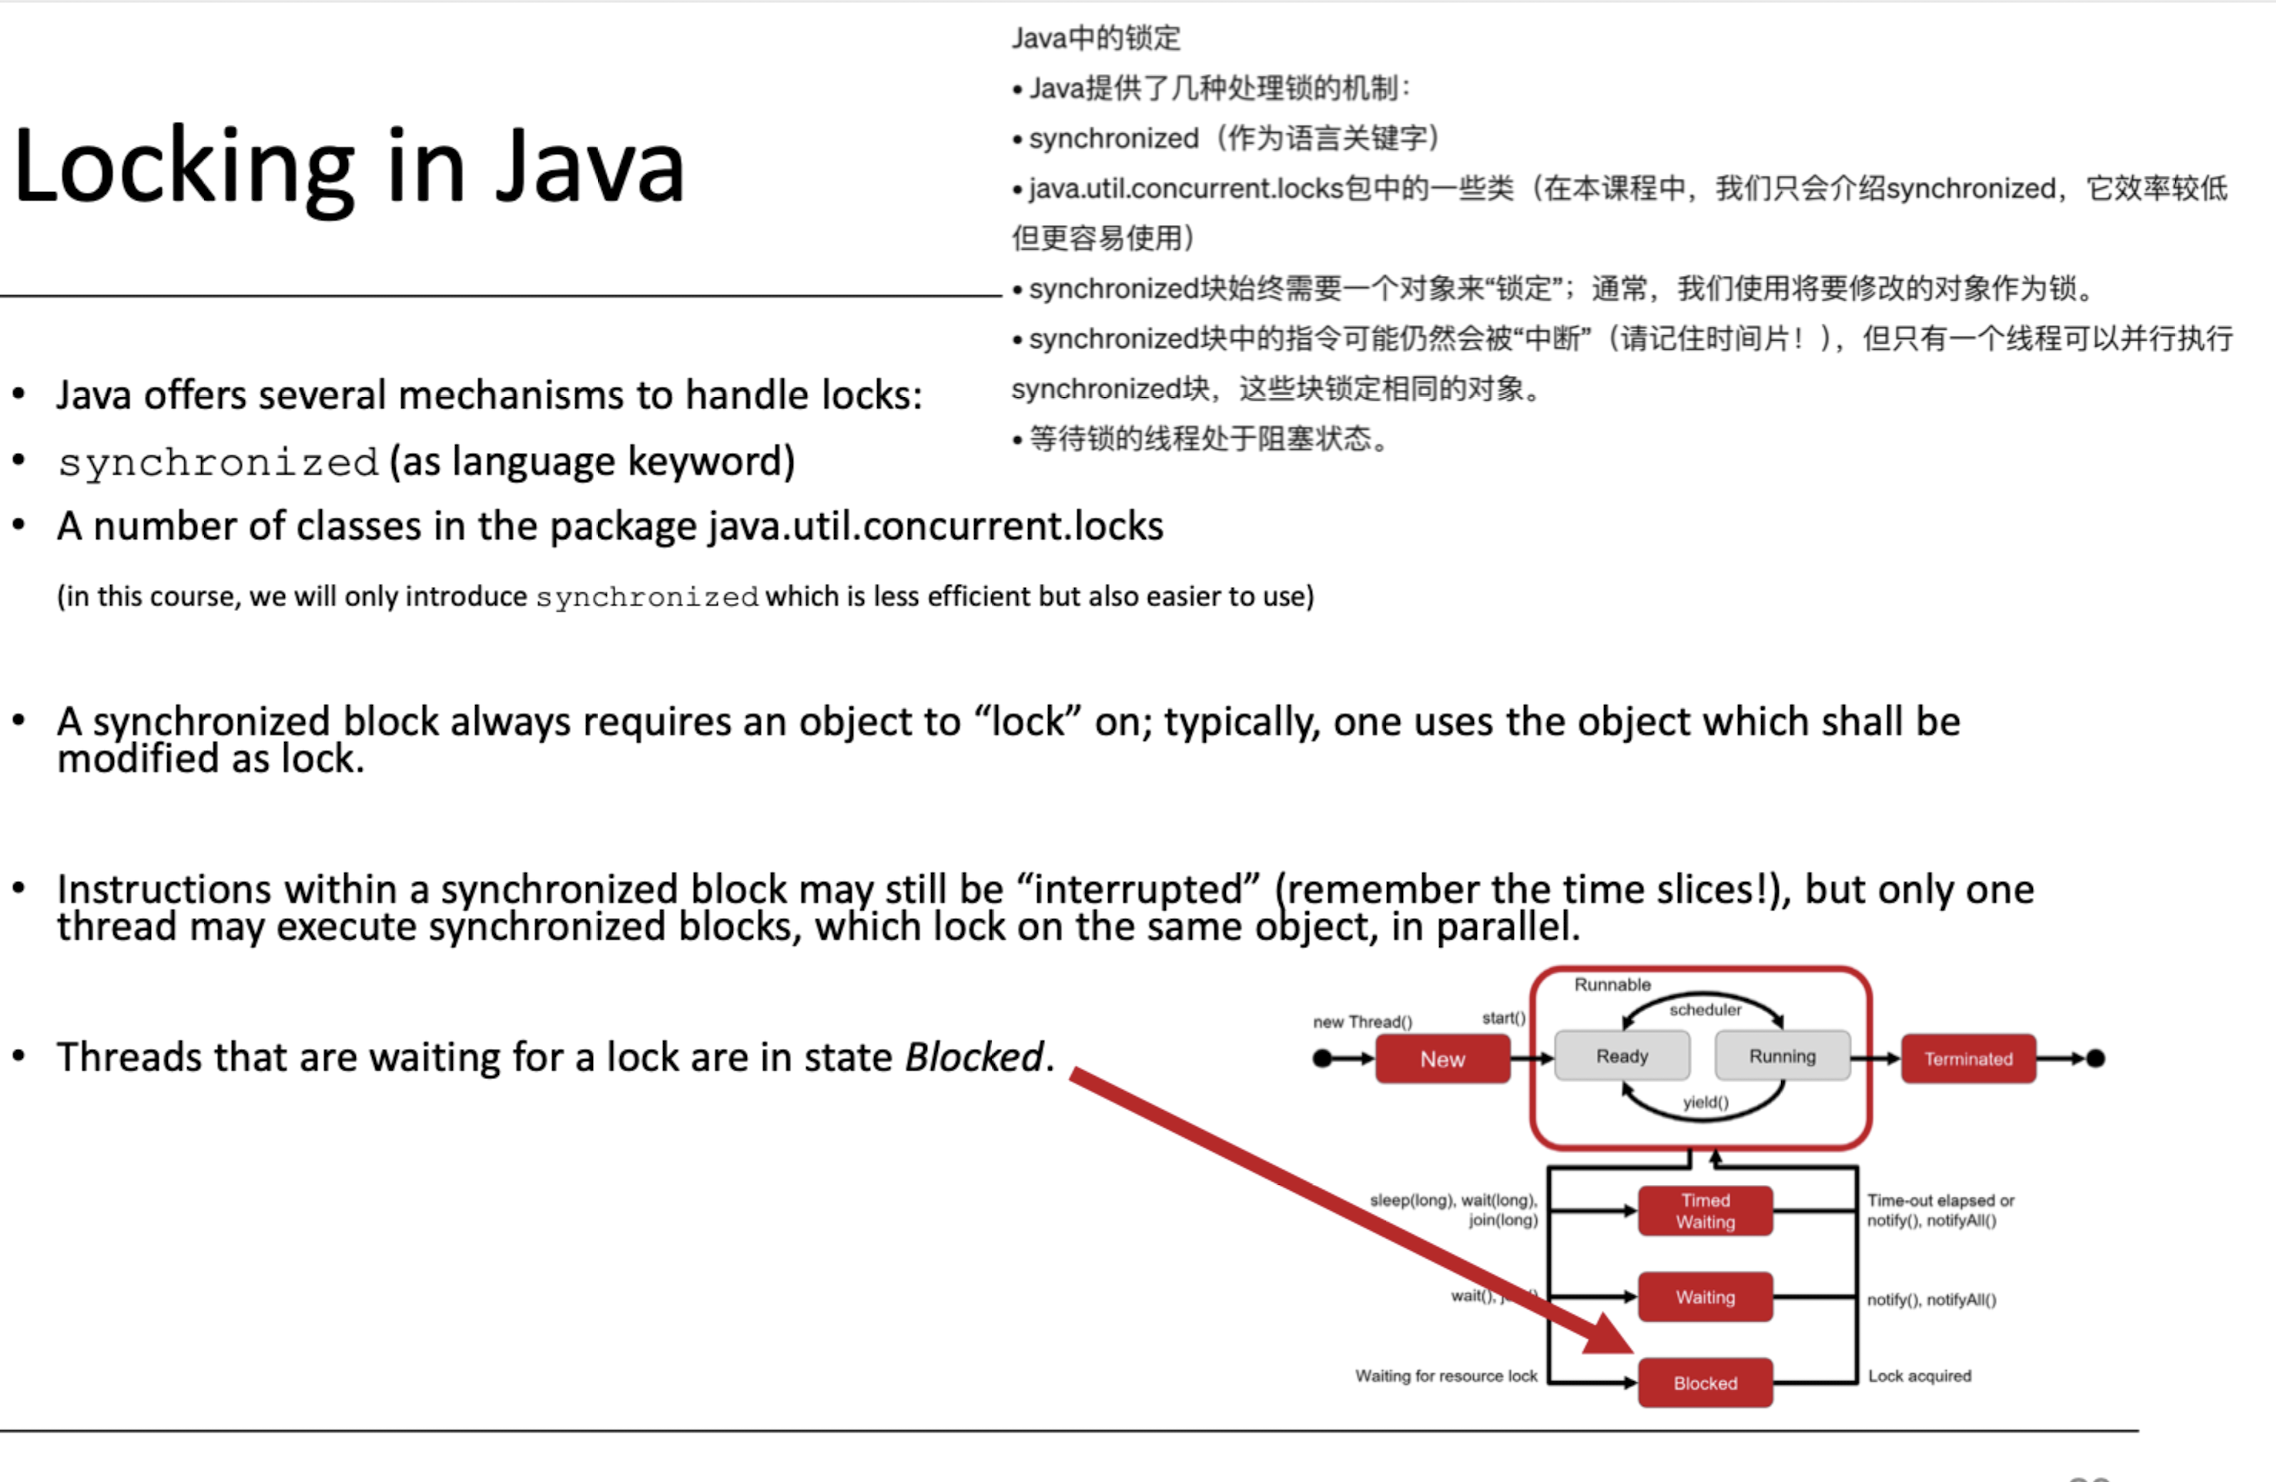 Java中的锁定
• Java提供了几种处理锁的机制：
• synchronized（作为语言关键字）
• java.util.concurrent.locks包中的一些类（在本课程中，我们只会介绍synchronized，它效率较低
但更容易使用）
• synchronized块始终需要一个对象来“锁定”；通常，我们使用将要修改的对象作为锁。
• synchronized块中的指令可能仍然会被“中断”（请记住时间片！），但只有一个线程可以并行执行
synchronized块，这些块锁定相同的对象。
• 等待锁的线程处于阻塞状态。
Locking in Java
• Java offers several mechanisms to handle locks:
• synchronized (as language keyword)
• A number of classes in the package java.util.concurrent.locks
(in this course, we will only introduce synchronized which is less efficient but also easier to use)
• A synchronized block always requires an object to “lock” on; typically, one uses the object which shall be
modified as lock.
• Instructions within a synchronized block may still be “interrupted” (remember the time slices!), but only one
thread may execute synchronized blocks, which lock on the same object, in parallel.
• Threads that are waiting for a lock are in state Blocked.
Runnable
scheduler
new Thread()
start()
New
Ready
Running
Terminated
yield()
sleep(long), wait(long),
join(long)
Timed
Waiting
Time-out elapsed or
notify(), notifyAll()
wait(),
Waiting
notify(), notifyAll()
Waiting for resource lock
Blocked
Lock acquired